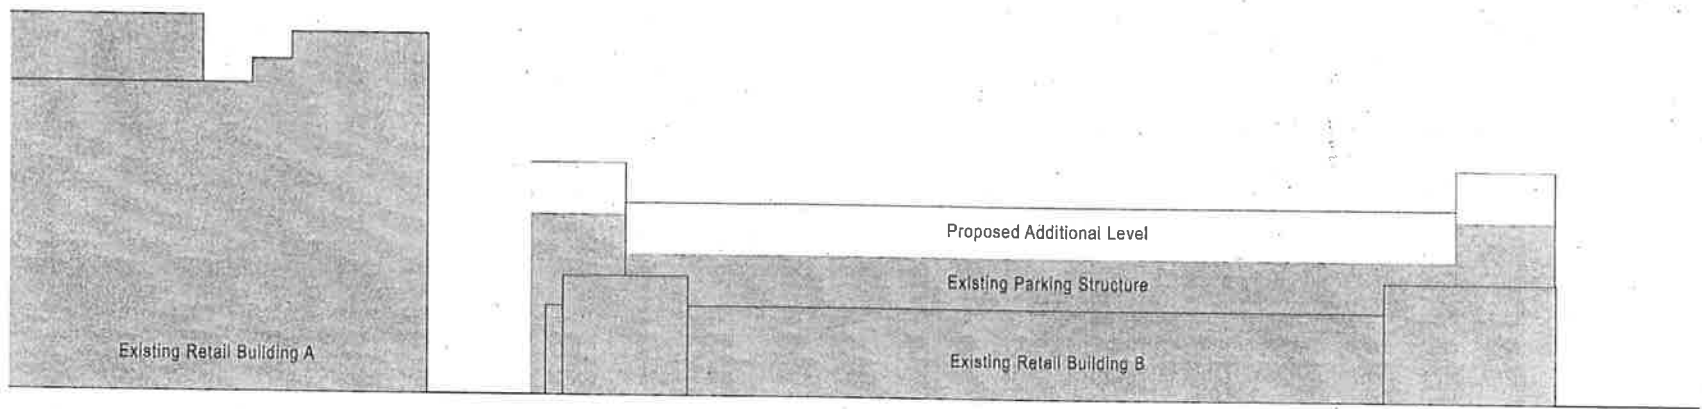 Proposed Additional Level
Existing Parking Structure
Existing Retail Building A
Existing Retail Building B